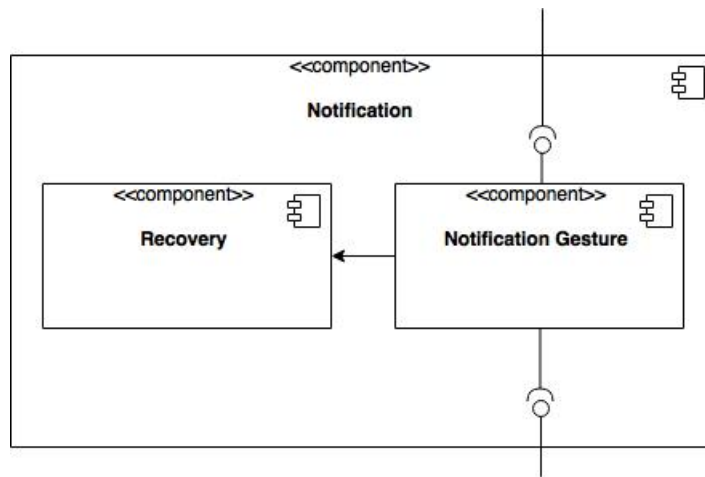 <<component>>
Notification
<<component>>
Recovery
<<component>>
Notification Gesture